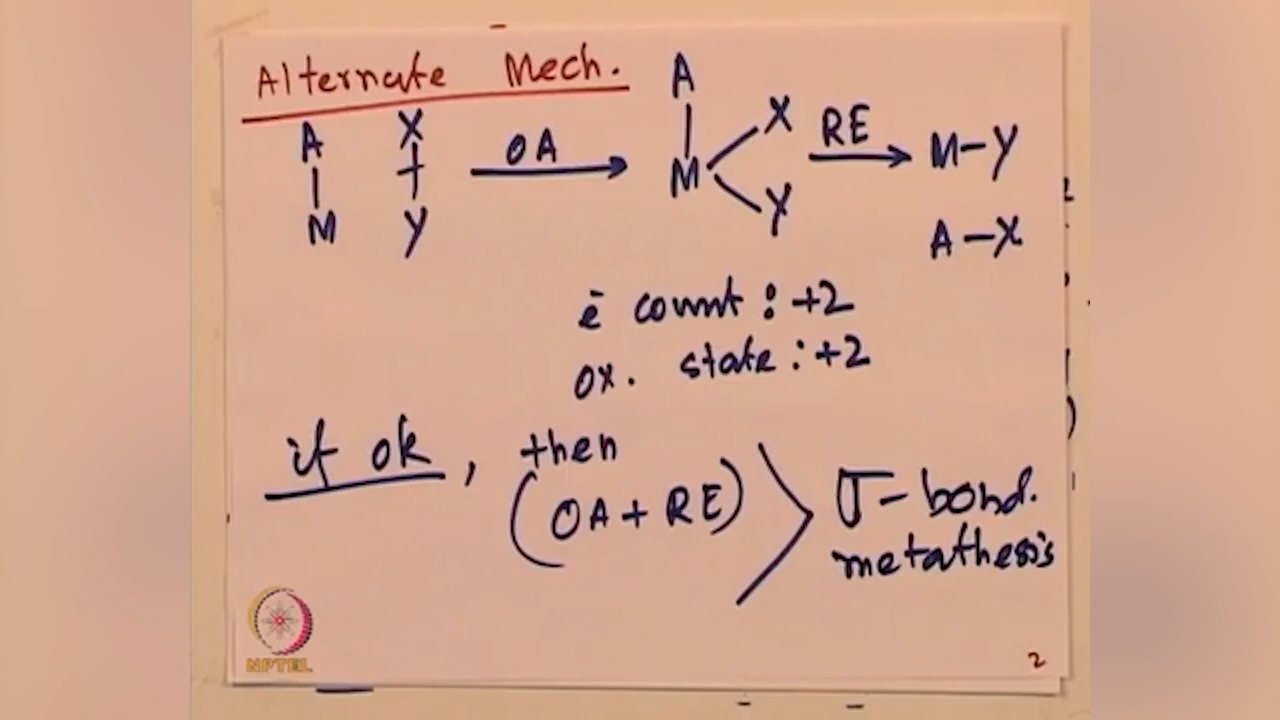 Alternate Mech.
A X OA A X RE M-Y
M Y M Y A-X
ē count : +2
ox. state : +2
if ok, then
(OA + RE) > σ- bond.
metathesis
NPTEL
2